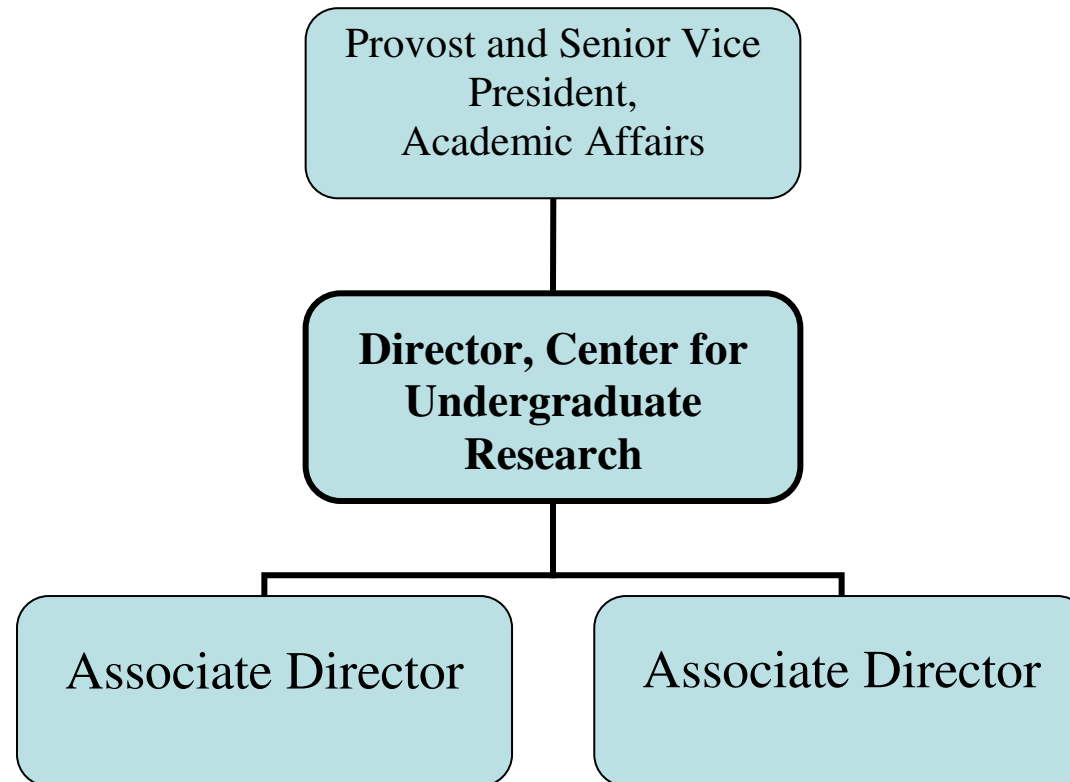 Provost and Senior Vice
President,
Academic Affairs
Director, Center for
Undergraduate
Research
Associate Director
Associate Director